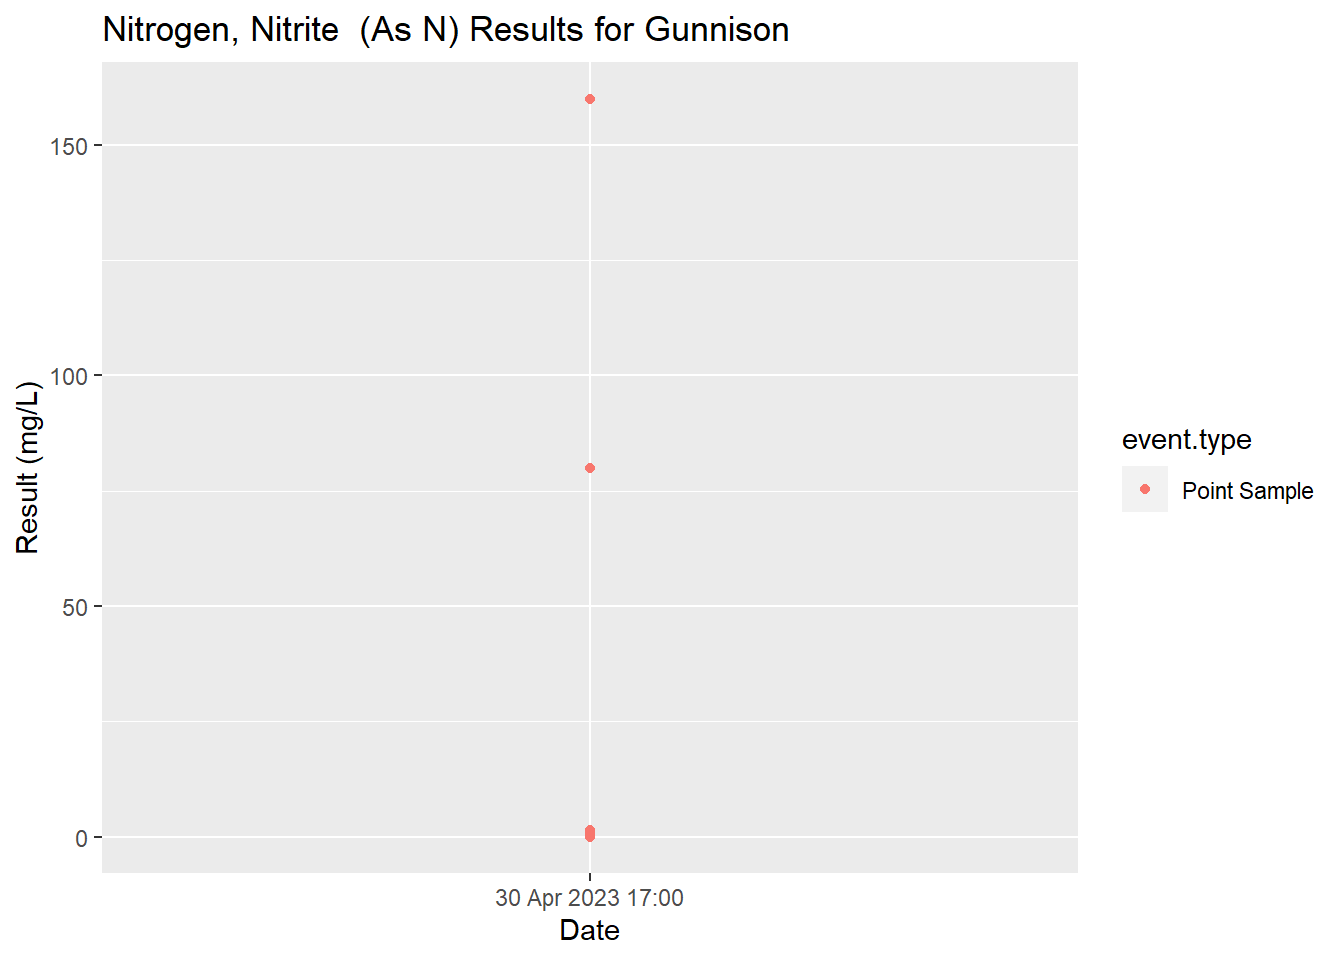 Nitrogen, Nitrite  (As N) Results for Gunnison
150
100
50
0
Result (mg/L)
30 Apr 2023 17:00
Date
event.type
Point Sample